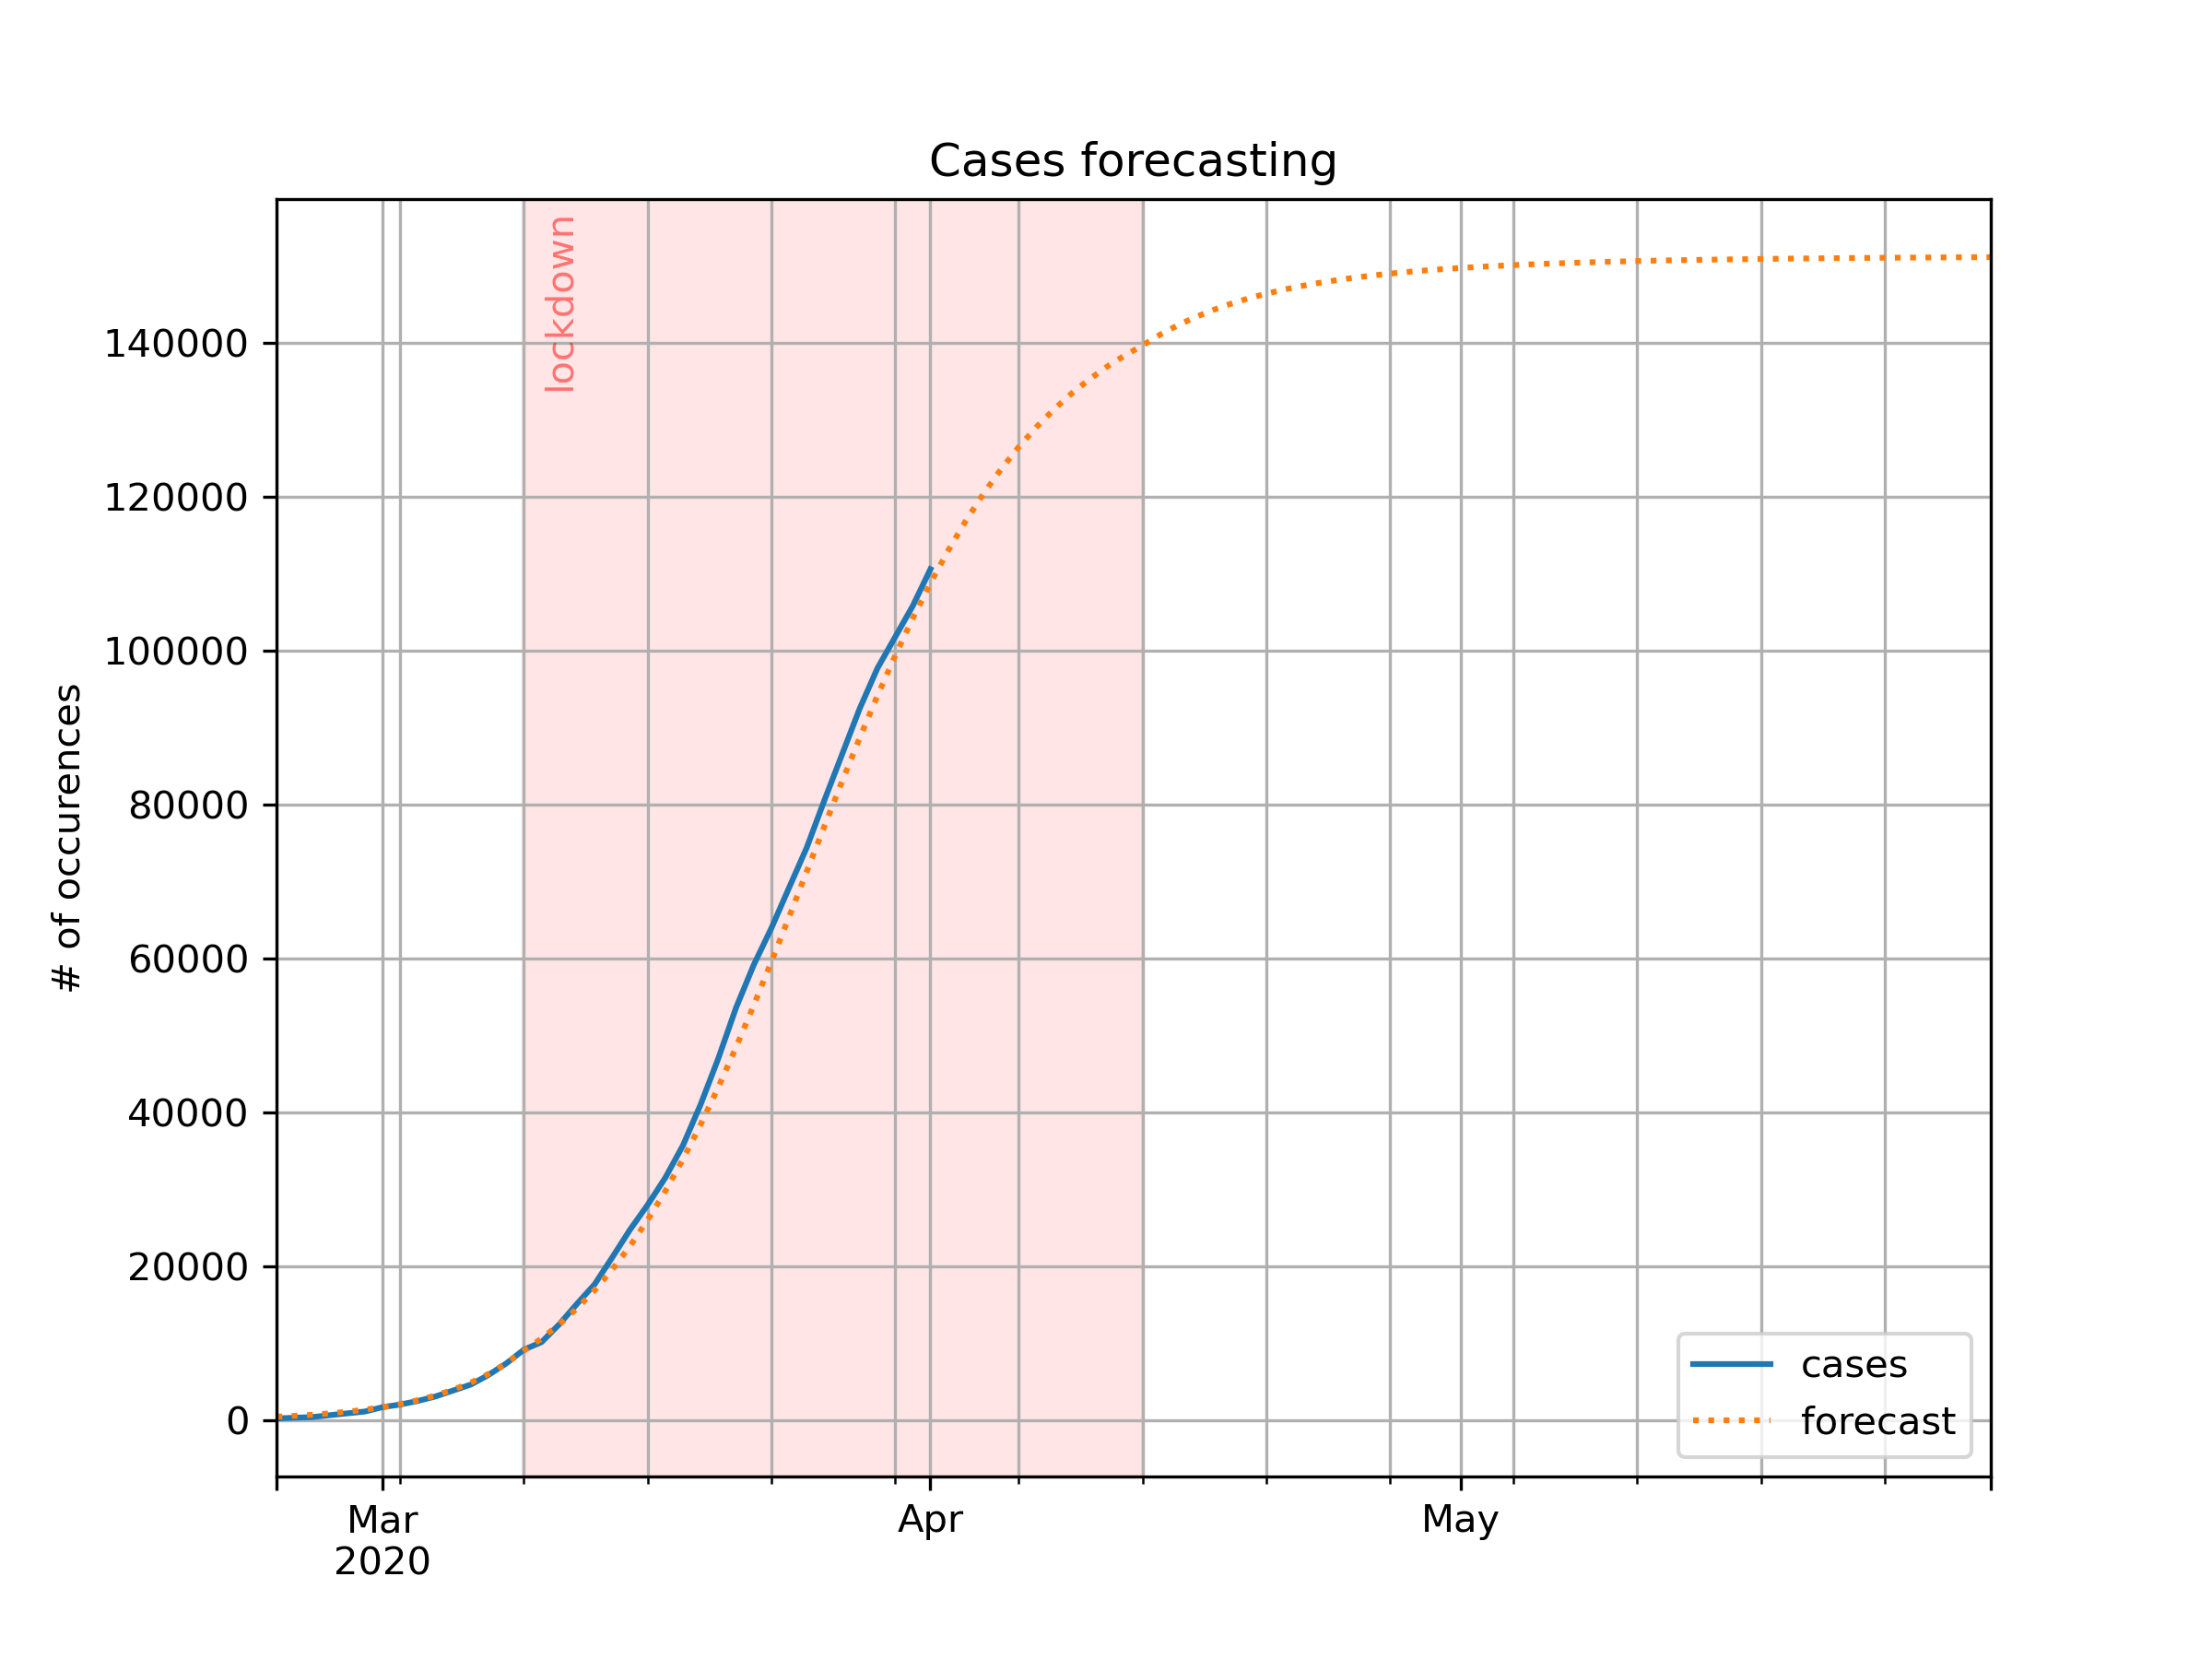 Cases forecasting
lockdown
# of occurences
140000
120000
100000
80000
60000
40000
20000
0
cases
forecast
Mar
2020
Apr
May